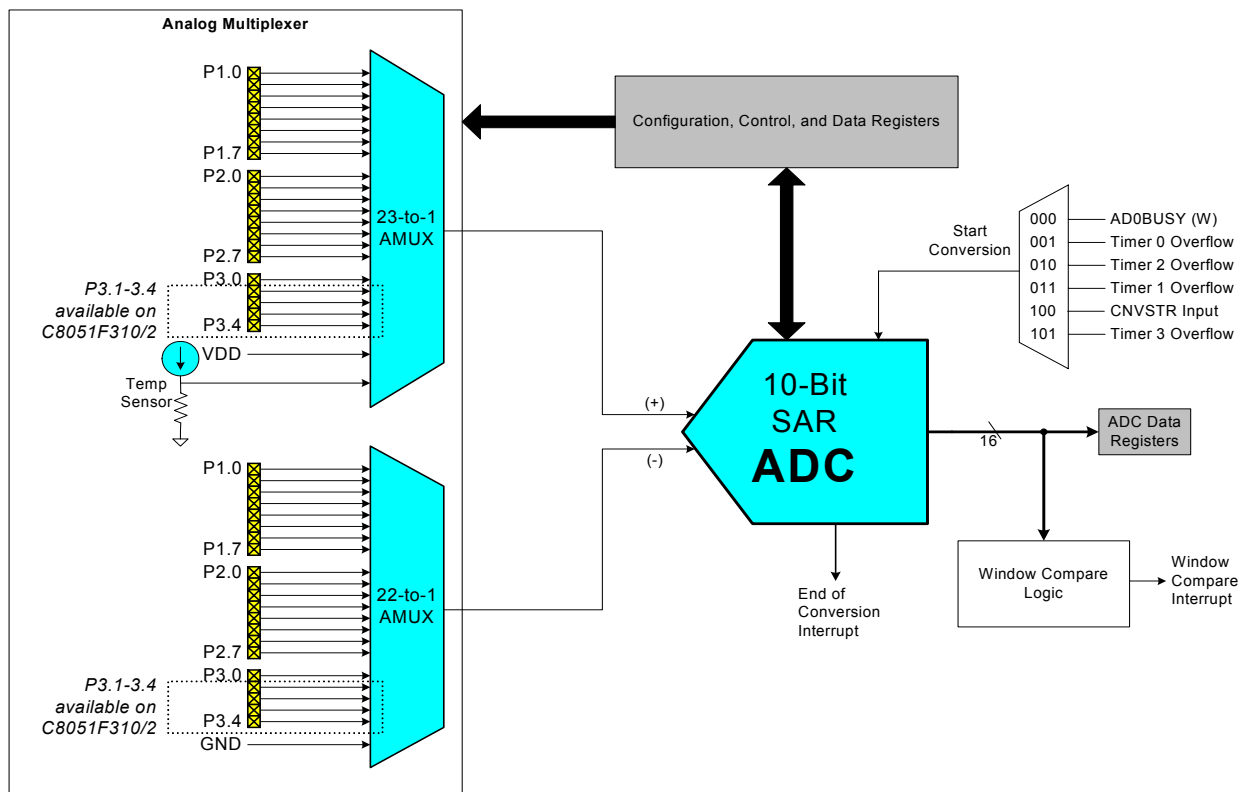 Analog Multiplexer
P1.0
P1.7
P2.0
P2.7
P3.0
P3.4
P3.1-3.4
available on
C8051F310/2
VDD
Temp
Sensor
23-to-1
AMUX
P1.0
P1.7
P2.0
P2.7
P3.0
P3.4
P3.1-3.4
available on
C8051F310/2
GND
22-to-1
AMUX
Configuration, Control, and Data Registers
Start
Conversion
000
AD0BUSY (W)
001
Timer 0 Overflow
010
Timer 2 Overflow
011
Timer 1 Overflow
100
CNVSTR Input
101
Timer 3 Overflow
(+)
(-)
10-Bit
SAR
ADC
16
ADC Data
Registers
End of
Conversion
Interrupt
Window Compare
Logic
Window
Compare
Interrupt